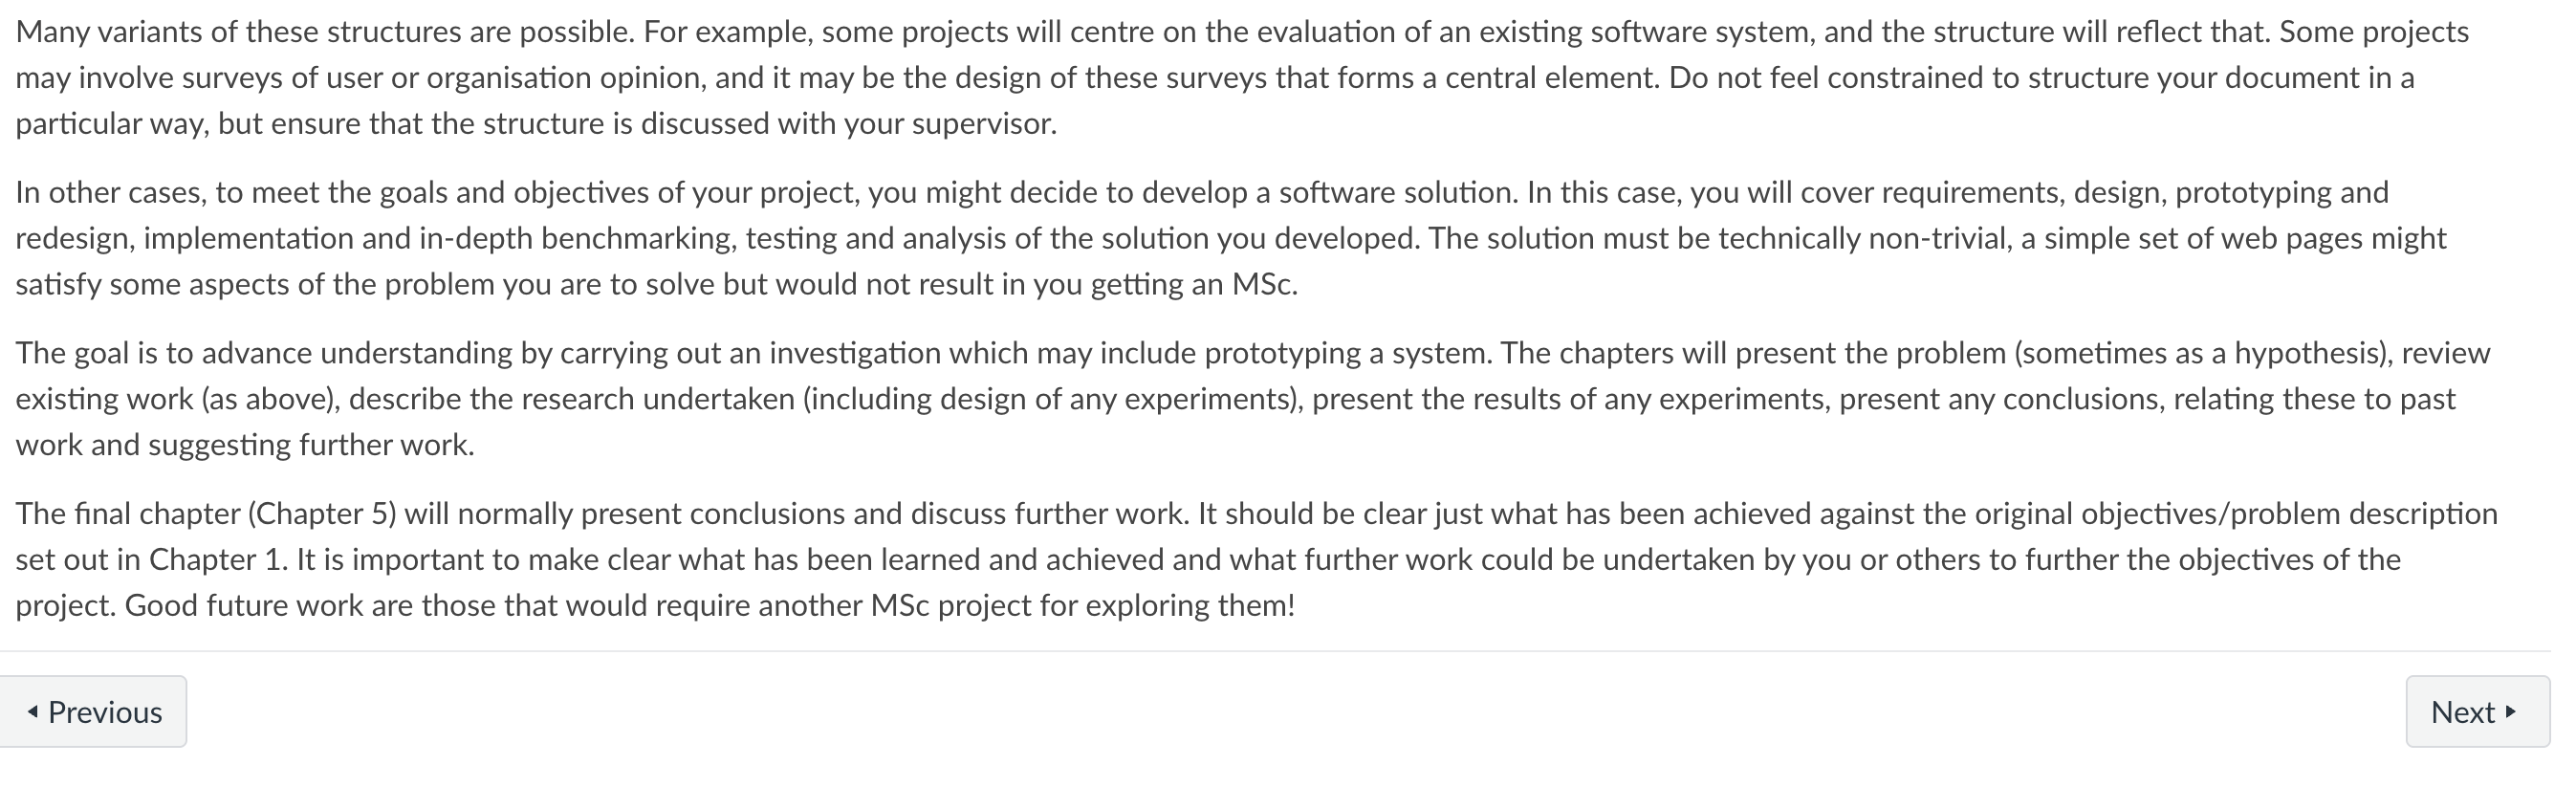 Many variants of these structures are possible. For example, some projects will centre on the evaluation of an existing software system, and the structure will reflect that. Some projects
may involve surveys of user or organisation opinion, and it may be the design of these surveys that forms a central element. Do not feel constrained to structure your document in a
particular way, but ensure that the structure is discussed with your supervisor.
In other cases, to meet the goals and objectives of your project, you might decide to develop a software solution. In this case, you will cover requirements, design, prototyping and
redesign, implementation and in-depth benchmarking, testing and analysis of the solution you developed. The solution must be technically non-trivial, a simple set of web pages might
satisfy some aspects of the problem you are to solve but would not result in you getting an MSc.
The goal is to advance understanding by carrying out an investigation which may include prototyping a system. The chapters will present the problem (sometimes as a hypothesis), review
existing work (as above), describe the research undertaken (including design of any experiments), present the results of any experiments, present any conclusions, relating these to past
work and suggesting further work.
The final chapter (Chapter 5) will normally present conclusions and discuss further work. It should be clear just what has been achieved against the original objectives/problem description
set out in Chapter 1. It is important to make clear what has been learned and achieved and what further work could be undertaken by you or others to further the objectives of the
project. Good future work are those that would require another MSc project for exploring them!
Previous
Next